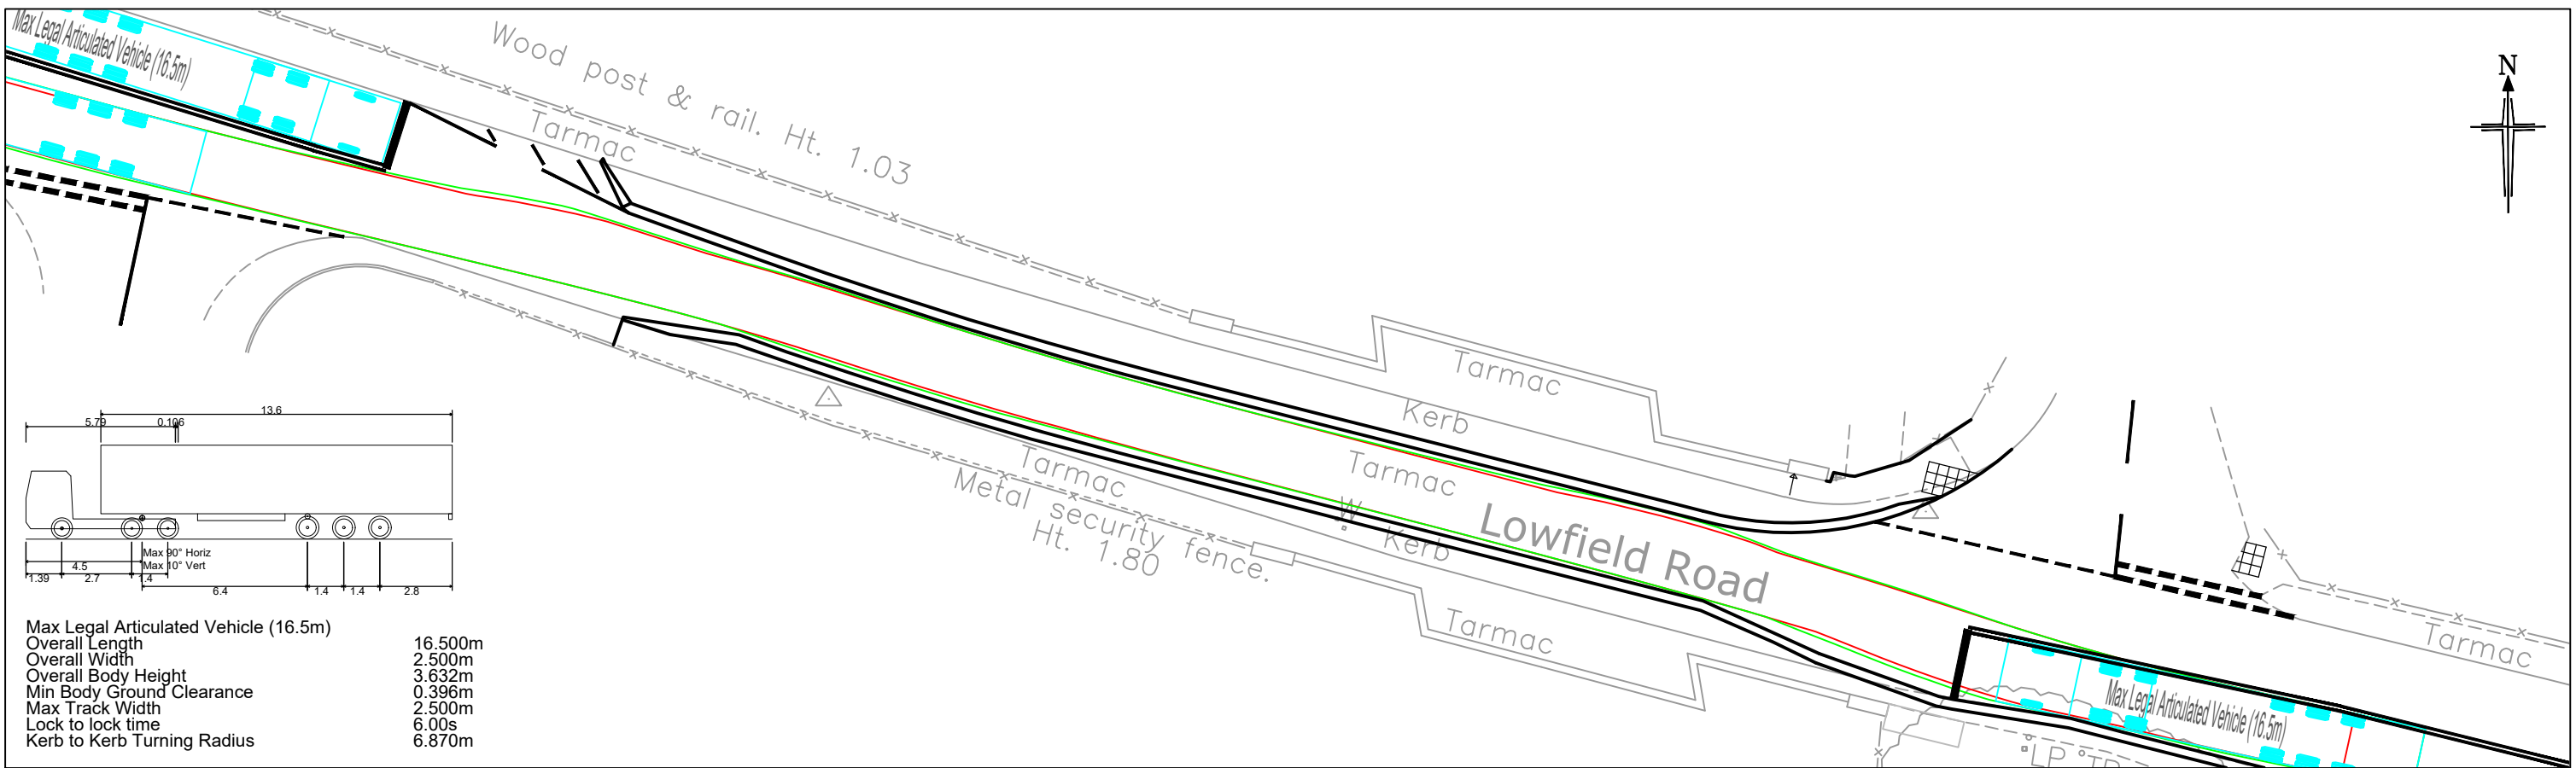 Max Legal Articulated Vehicle (16.5m)
Wood post & rail. Ht. 1.03
Tarmac
N
Tarmac
Kerb
Tarmac
Lowfield Road
Tarmac
Metal security fence.
Ht. 1.80
W
Kerb
Tarmac
Tarmac
Max Legal Articulated Vehicle (16.5m)
LP
TP
13.6
5.79
0.106
Max 90° Horiz
Max 10° Vert
4.5
1.39
2.7
1.4
6.4
1.4
1.4
2.8
Max Legal Articulated Vehicle (16.5m)
Overall Length 16.500m
Overall Width 2.500m
Overall Body Height 3.632m
Min Body Ground Clearance 0.396m
Max Track Width 2.500m
Lock to lock time 6.00s
Kerb to Kerb Turning Radius 6.870m